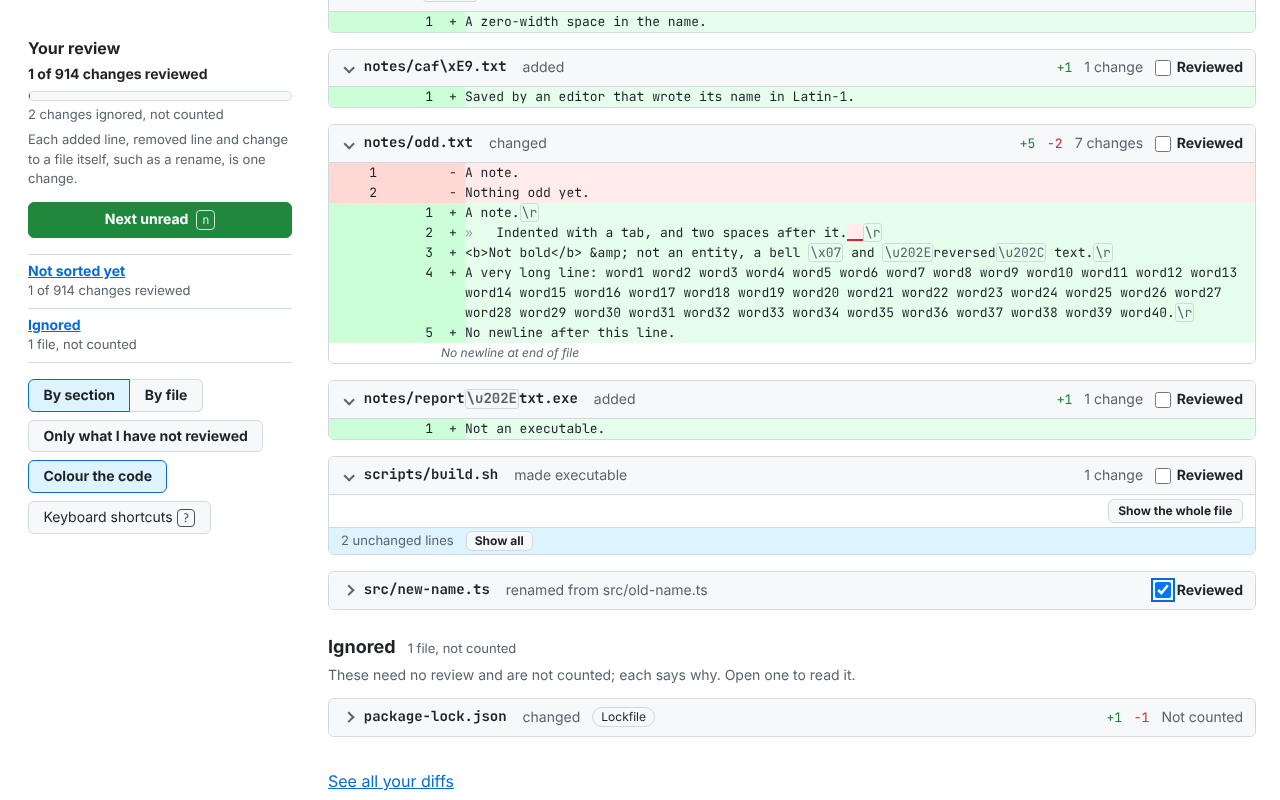 Your review
1 of 914 changes reviewed
2 changes ignored, not counted
Each added line, removed line and change
to a file itself, such as a rename, is one
change.
Next unread n
Not sorted yet
1 of 914 changes reviewed
Ignored
1 file, not counted
By section By file
Only what I have not reviewed
Colour the code
Keyboard shortcuts ?
1 + A zero-width space in the name.
notes/caf\xE9.txt added +1 1 change Reviewed
1 + Saved by an editor that wrote its name in Latin-1.
notes/odd.txt changed +5 -2 7 changes Reviewed
1 - A note.
2 - Nothing odd yet.
1 + A note.\r
2 + » Indented with a tab, and two spaces after it. \r
3 + <b>Not bold</b> &amp; not an entity, a bell \x07 and \u202Ereversed\u202C text.\r
4 + A very long line: word1 word2 word3 word4 word5 word6 word7 word8 word9 word10 word11 word12 word13
word14 word15 word16 word17 word18 word19 word20 word21 word22 word23 word24 word25 word26 word27
word28 word29 word30 word31 word32 word33 word34 word35 word36 word37 word38 word39 word40.\r
5 + No newline after this line.
No newline at end of file
notes/report\u202Etxt.exe added +1 1 change Reviewed
1 + Not an executable.
scripts/build.sh made executable 1 change Reviewed
Show the whole file
2 unchanged lines Show all
src/new-name.ts renamed from src/old-name.ts Reviewed
Ignored 1 file, not counted
These need no review and are not counted; each says why. Open one to read it.
package-lock.json changed Lockfile +1 -1 Not counted
See all your diffs